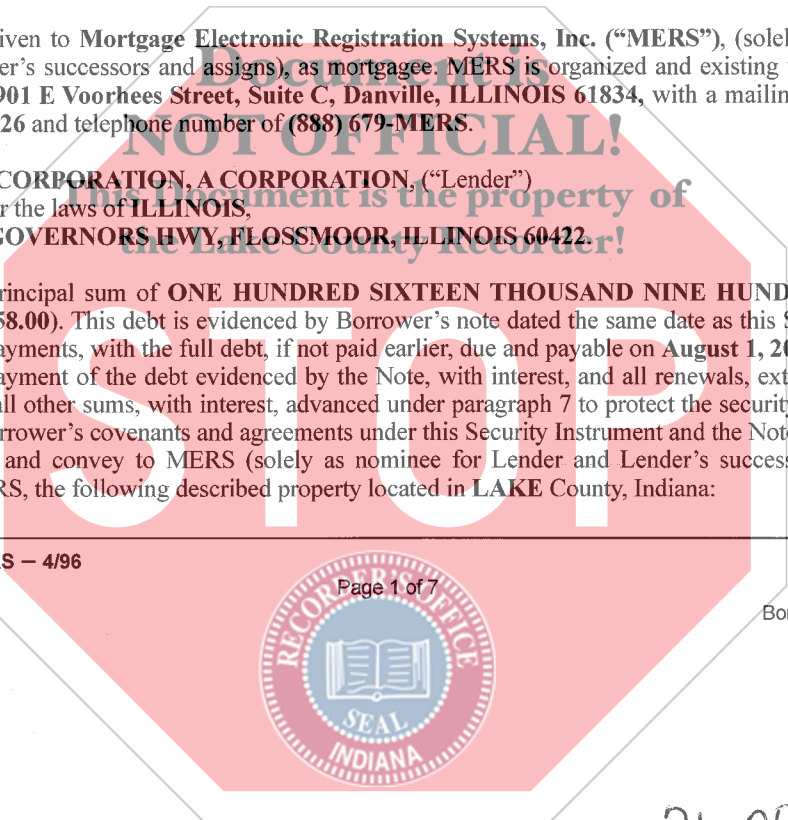 iven to Mortgage Electronic Registration Systems, Inc. (“MERS”), (solel
Document is
er’s successors and assigns), as mortgagee. MERS is organized and existing
901 E Voorhees Street, Suite C, Danville, ILLINOIS 61834, with a mailin
26 and telephone number of (888) 679-MERS.
NOT OFFICIAL!
CORPORATION, A CORPORATION, (“Lender”)
This Document is the property of
r the laws of ILLINOIS,
GOVERNORS HWY, FLOSSMOOR, ILLINOIS 60422.
the Lake County Recorder!
rincipal sum of ONE HUNDRED SIXTEEN THOUSAND NINE HUND
58.00). This debt is evidenced by Borrower’s note dated the same date as this S
ayments, with the full debt, if not paid earlier, due and payable on August 1, 20
ayment of the debt evidenced by the Note, with interest, and all renewals, ext
all other sums, with interest, advanced under paragraph 7 to protect the security
rrower’s covenants and agreements under this Security Instrument and the Note
and convey to MERS (solely as nominee for Lender and Lender’s success
RS, the following described property located in LAKE County, Indiana:
STOP
S – 4/96
Page 1 of 7
Bor
RECORDER'S OFFICE
SEAL
INDIANA